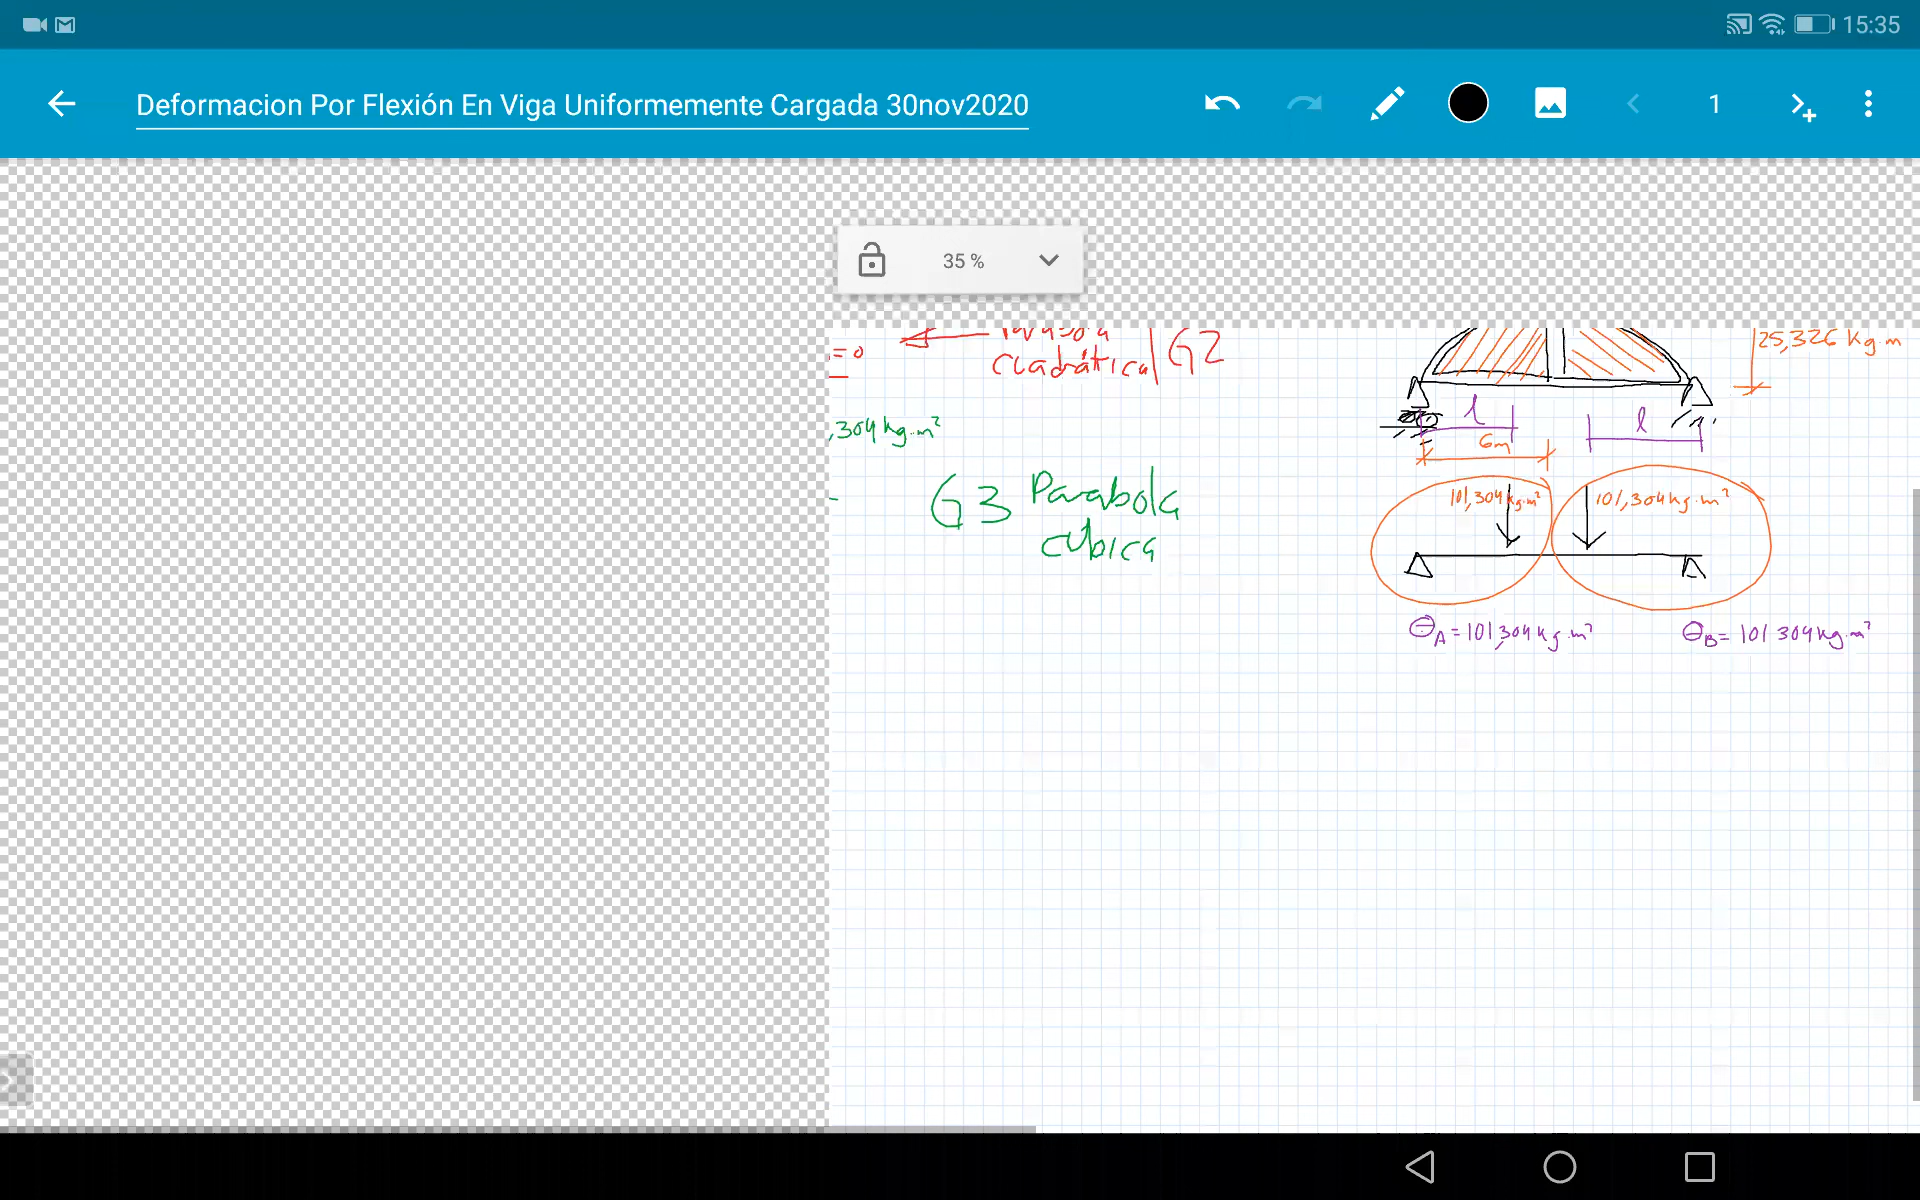 15:35
Deformacion Por Flexión En Viga Uniformemente Cargada 30nov2020
1
35 %
=0
cuadrática
G2
,304 kg.m²
G3 Parabola
cúbica
25,326 kg.m
l
l
6m
101,304 kg.m²
101,304 kg.m²
θA=101,304 kg.m²
θB=101 304 kg.m²